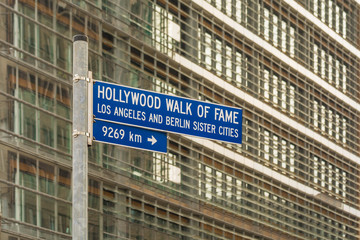 HOLLYWOOD WALK OF FAME
LOS ANGELES AND BERLIN SISTER CITIES
9269 km →